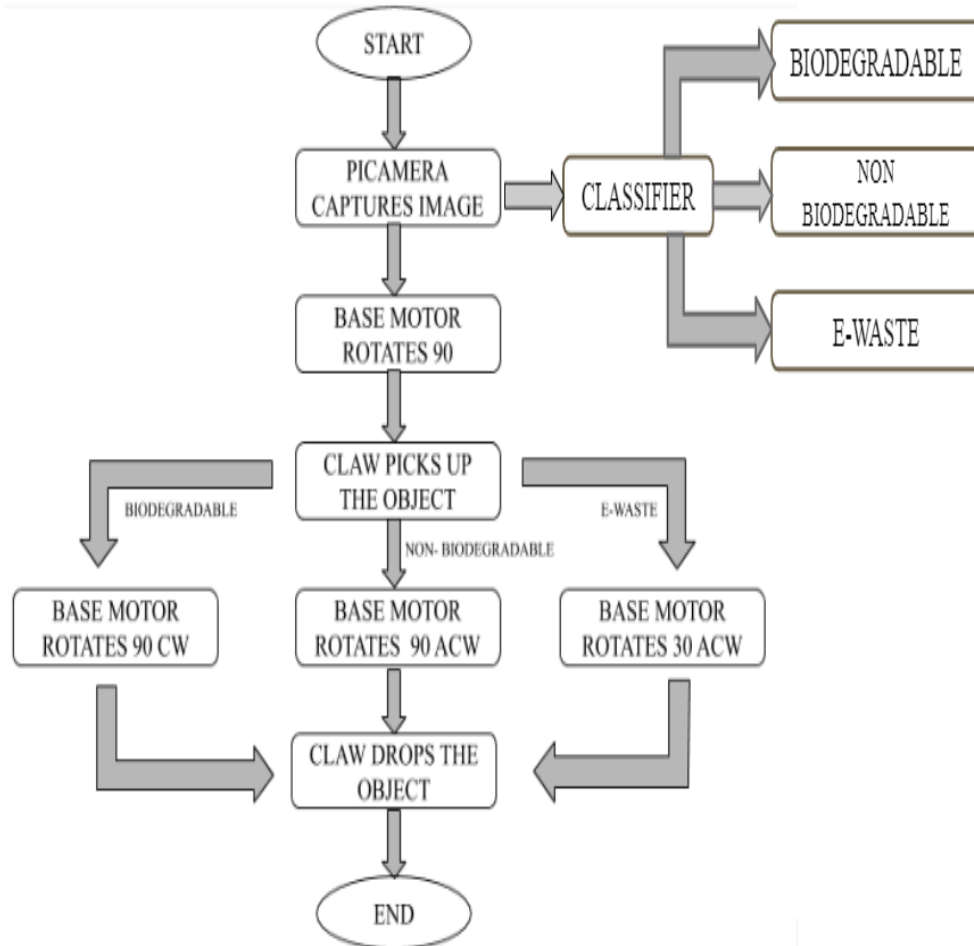 START
BIODEGRADABLE
PICAMERA
CAPTURES IMAGE
CLASSIFIER
NON
BIODEGRADABLE
BASE MOTOR
ROTATES 90
E-WASTE
CLAW PICKS UP
THE OBJECT
BIODEGRADABLE
E-WASTE
NON- BIODEGRADABLE
BASE MOTOR
ROTATES 90 CW
BASE MOTOR
ROTATES 90 ACW
BASE MOTOR
ROTATES 30 ACW
CLAW DROPS THE
OBJECT
END